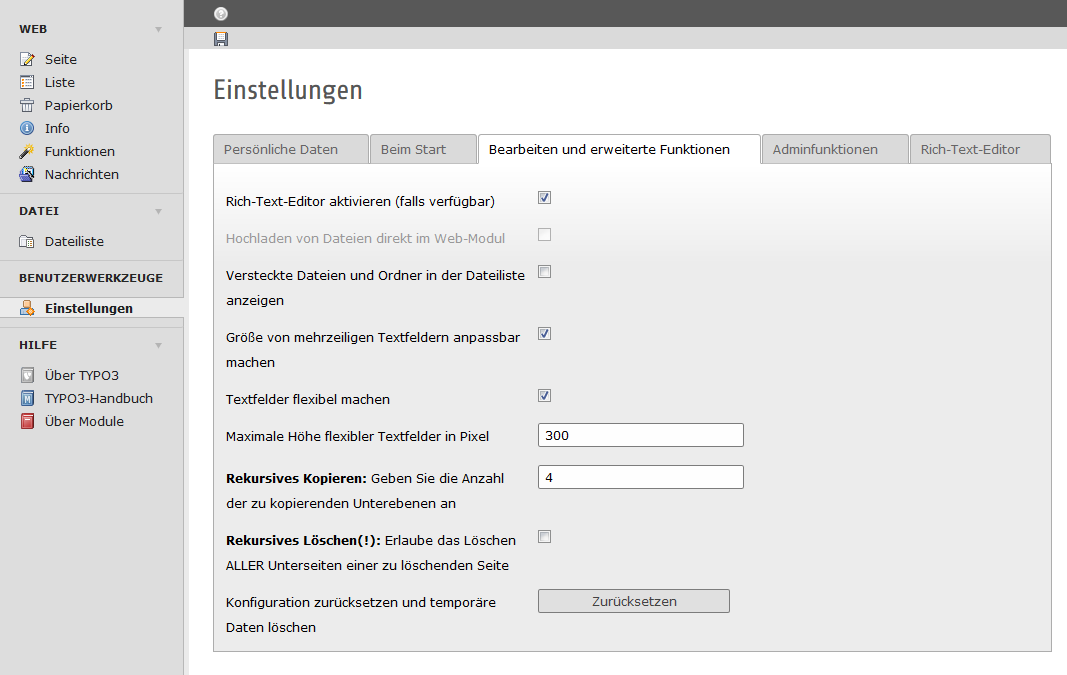 WEB
Seite
Liste
Papierkorb
Info
Funktionen
Nachrichten
DATEI
Dateiliste
BENUTZERWERKZEUGE
Einstellungen
HILFE
Über TYPO3
TYPO3-Handbuch
Über Module
Einstellungen
Persönliche Daten
Beim Start
Bearbeiten und erweiterte Funktionen
Adminfunktionen
Rich-Text-Editor
Rich-Text-Editor aktivieren (falls verfügbar)
Hochladen von Dateien direkt im Web-Modul
Versteckte Dateien und Ordner in der Dateiliste
anzeigen
Größe von mehrzeiligen Textfeldern anpassbar
machen
Textfelder flexibel machen
Maximale Höhe flexibler Textfelder in Pixel
300
Rekursives Kopieren: Geben Sie die Anzahl
der zu kopierenden Unterebenen an
4
Rekursives Löschen(!): Erlaube das Löschen
ALLER Unterseiten einer zu löschenden Seite
Konfiguration zurücksetzen und temporäre
Daten löschen
Zurücksetzen